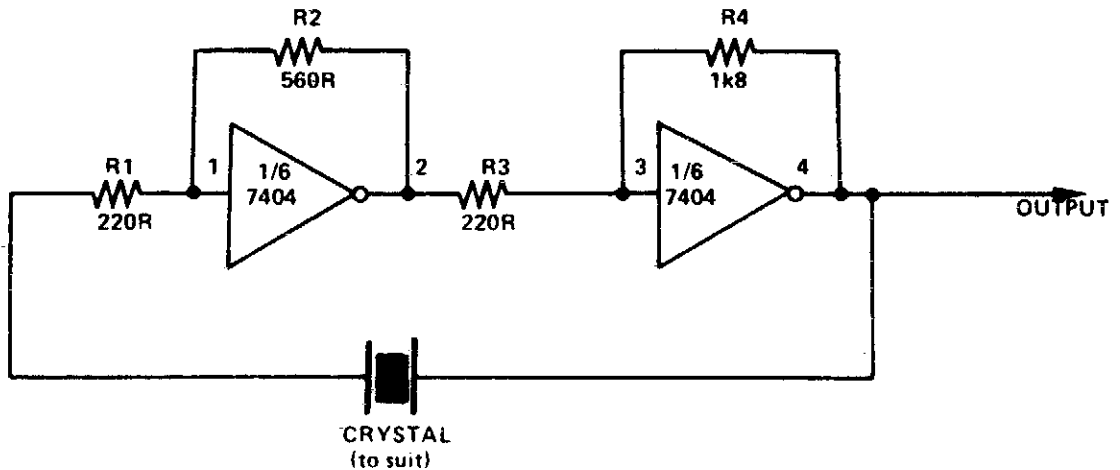 R2
560R
R4
1k8
R1
220R
1
1/6
7404
2
R3
220R
3
1/6
7404
4
OUTPUT
CRYSTAL
(to suit)